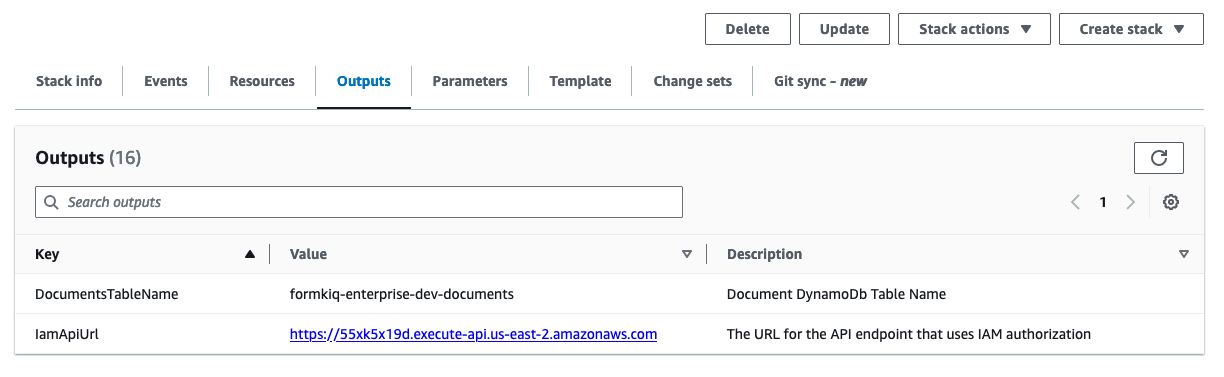 Delete Update Stack actions Create stack
Stack info Events Resources Outputs Parameters Template Change sets Git sync - new
Outputs (16)
Search outputs 1
Key Value Description
DocumentsTableName formkiq-enterprise-dev-documents Document DynamoDb Table Name
IamApiUrl https://55xk5x19d.execute-api.us-east-2.amazonaws.com The URL for the API endpoint that uses IAM authorization